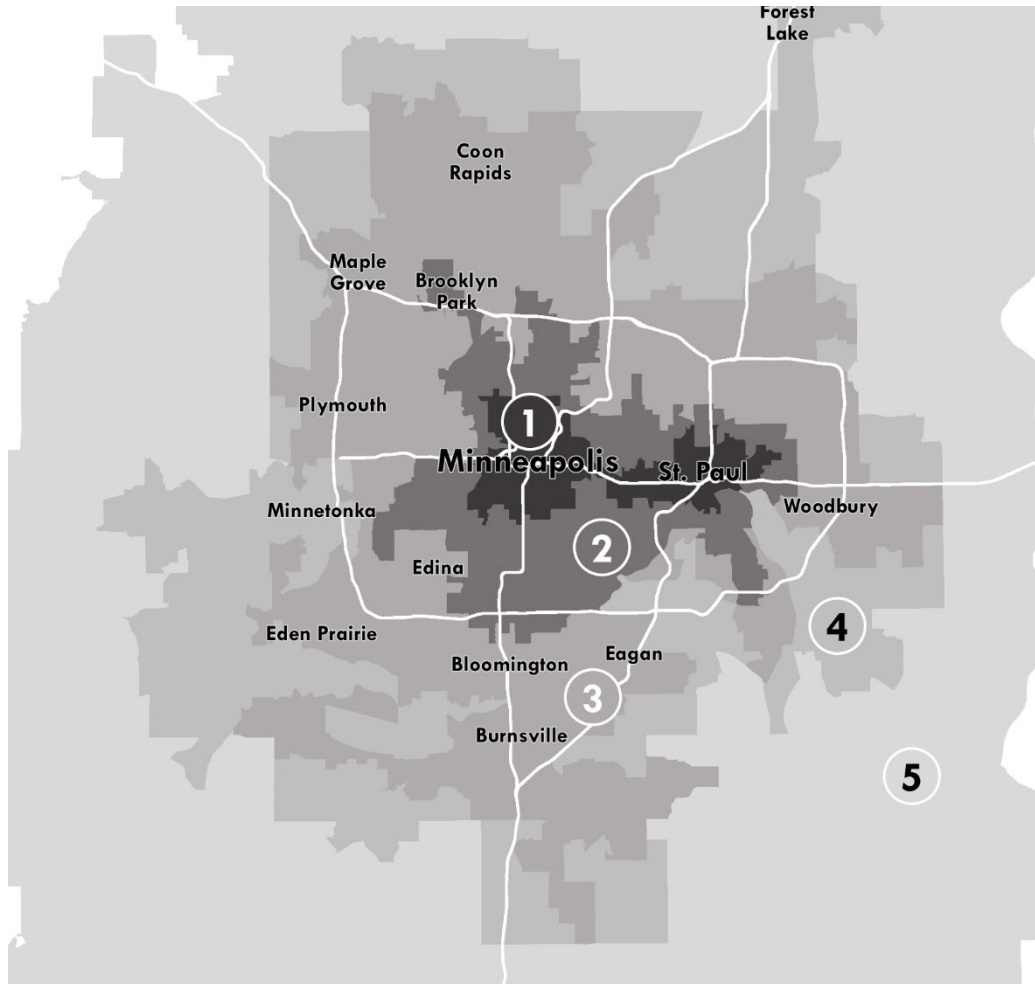 Forest
Lake
Coon
Rapids
Maple
Grove
Brooklyn
Park
Plymouth
1
Minneapolis
St. Paul
Minnetonka
Woodbury
2
Edina
4
Eden Prairie
Bloomington
Eagan
3
Burnsville
5